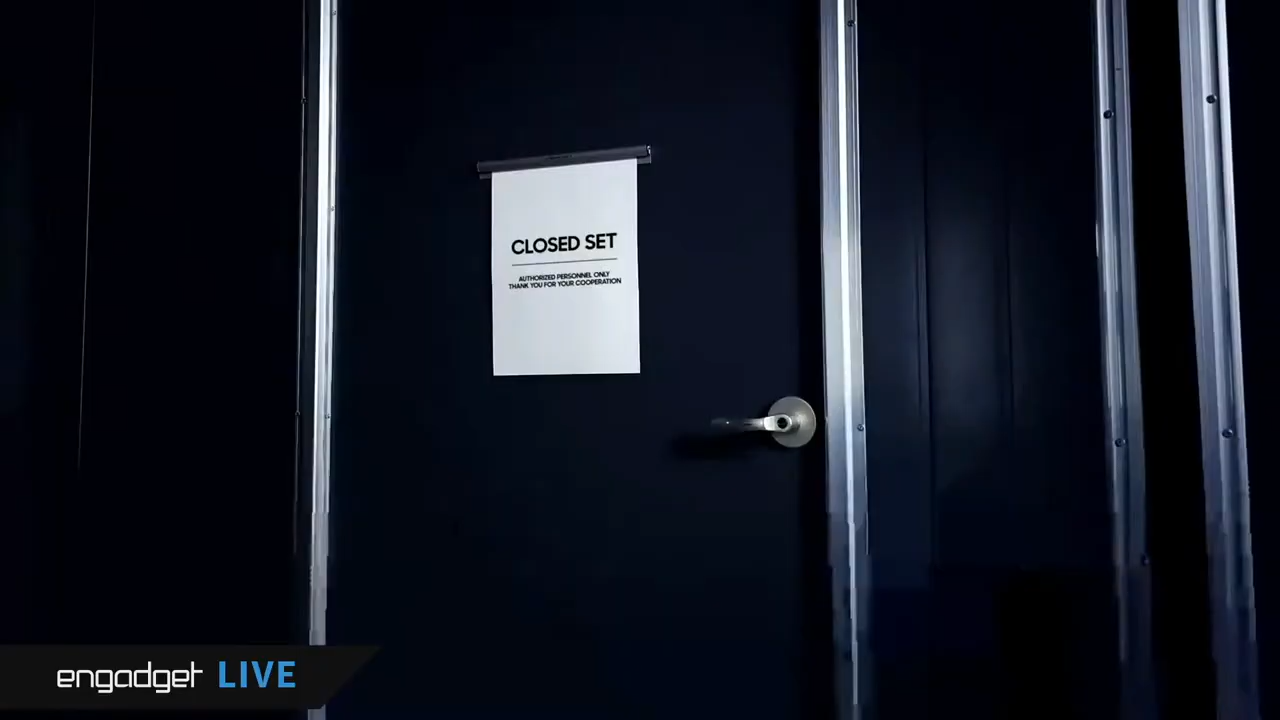 CLOSED SET
AUTHORIZED PERSONNEL ONLY
THANK YOU FOR YOUR COOPERATION
engadget LIVE